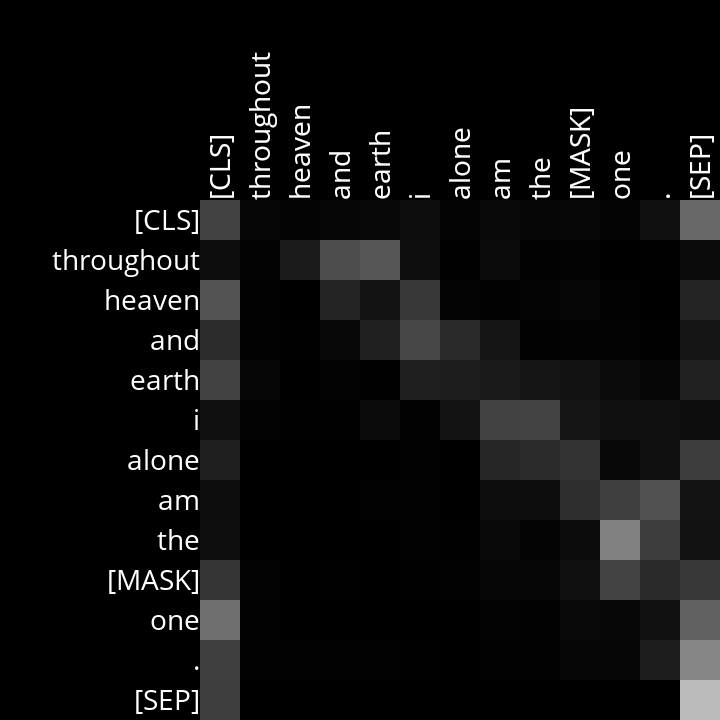 [CLS] throughout heaven and earth i alone am the [MASK] one . [SEP]
[CLS]
throughout
heaven
and
earth
i
alone
am
the
[MASK]
one
.
[SEP]